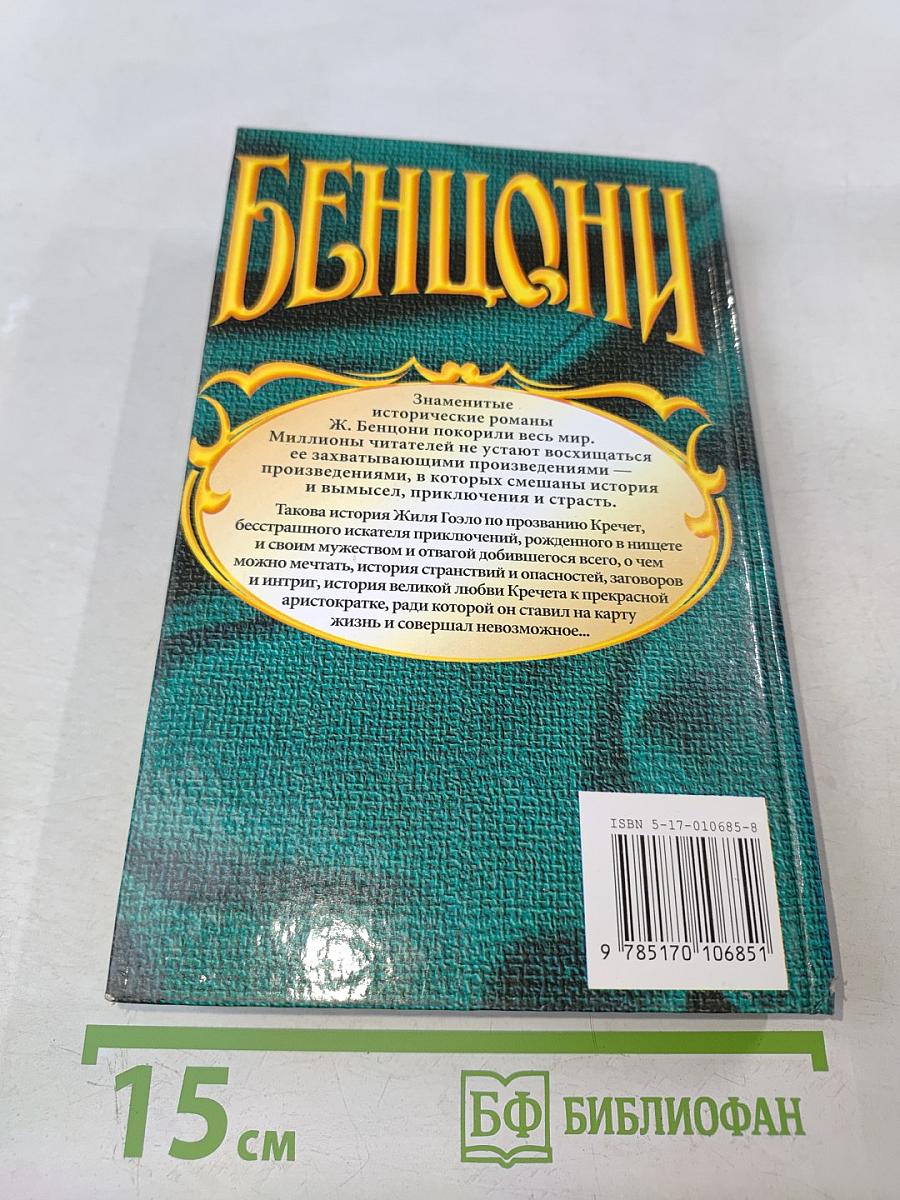 БЕНЦОНИ
Знаменитые
исторические романы
Ж. Бенцони покорили весь мир.
Миллионы читателей не устают восхищаться
ее захватывающими произведениями —
произведениями, в которых смешаны история
и вымысел, приключения и страсть.
Такова история Жиля Гоэло по прозванию Кречет,
бесстрашного искателя приключений, рожденного в нищете
и своим мужеством и отвагой добившегося всего, о чем
можно мечтать, история странствий и опасностей, заговоров
и интриг, история великой любви Кречета к прекрасной
аристократке, ради которой он ставил на карту
жизнь и совершал невозможное...
ISBN 5-17-010685-8
9 785170 106851
15 см
БФ БИБЛИОФАН